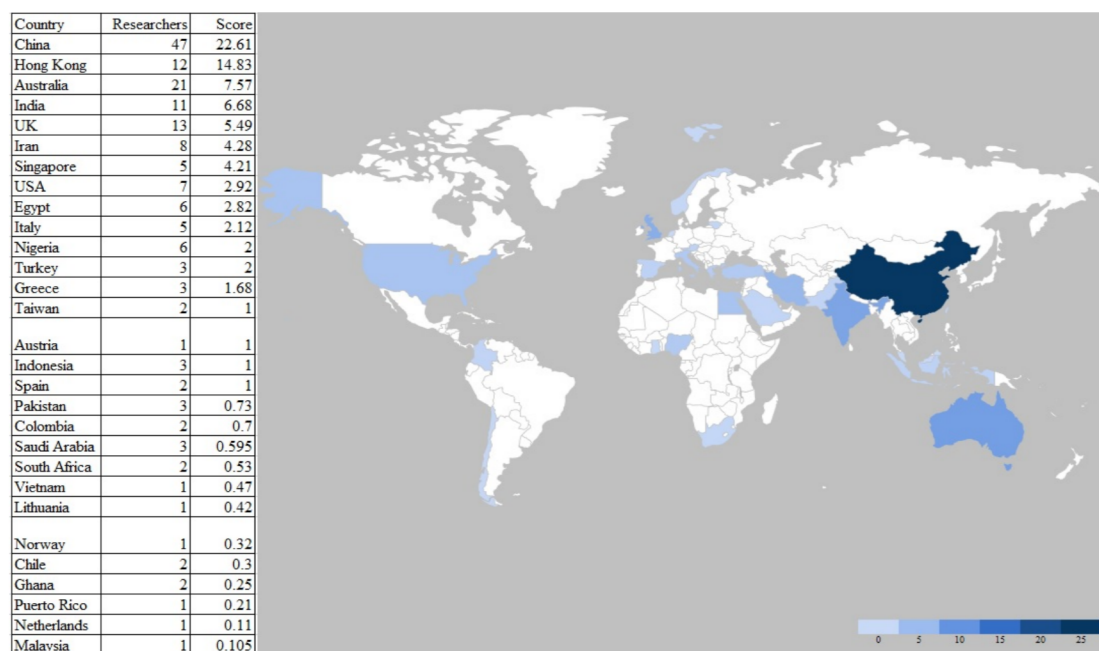 Country Researchers Score
China 47 22.61
Hong Kong 12 14.83
Australia 21 7.57
India 11 6.68
UK 13 5.49
Iran 8 4.28
Singapore 5 4.21
USA 7 2.92
Egypt 6 2.82
Italy 5 2.12
Nigeria 6 2
Turkey 3 2
Greece 3 1.68
Taiwan 2 1
Austria 1 1
Indonesia 3 1
Spain 2 1
Pakistan 3 0.73
Colombia 2 0.7
Saudi Arabia 3 0.595
South Africa 2 0.53
Vietnam 1 0.47
Lithuania 1 0.42
Norway 1 0.32
Chile 2 0.3
Ghana 2 0.25
Puerto Rico 1 0.21
Netherlands 1 0.11
Malaysia 1 0.105
0 5 10 15 20 25